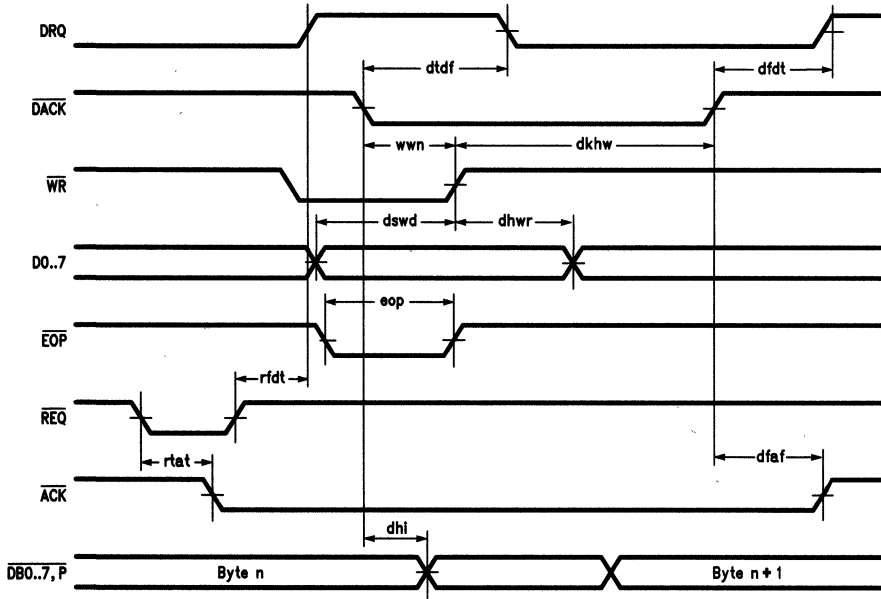 DRQ
dtdf
dfdt
DACK
wwn
dkhw
WR
dswd
dhwr
D0..7
eop
EOP
rfdt
REQ
rtat
dfaf
ACK
dhi
DB0..7, P
Byte n
Byte n + 1